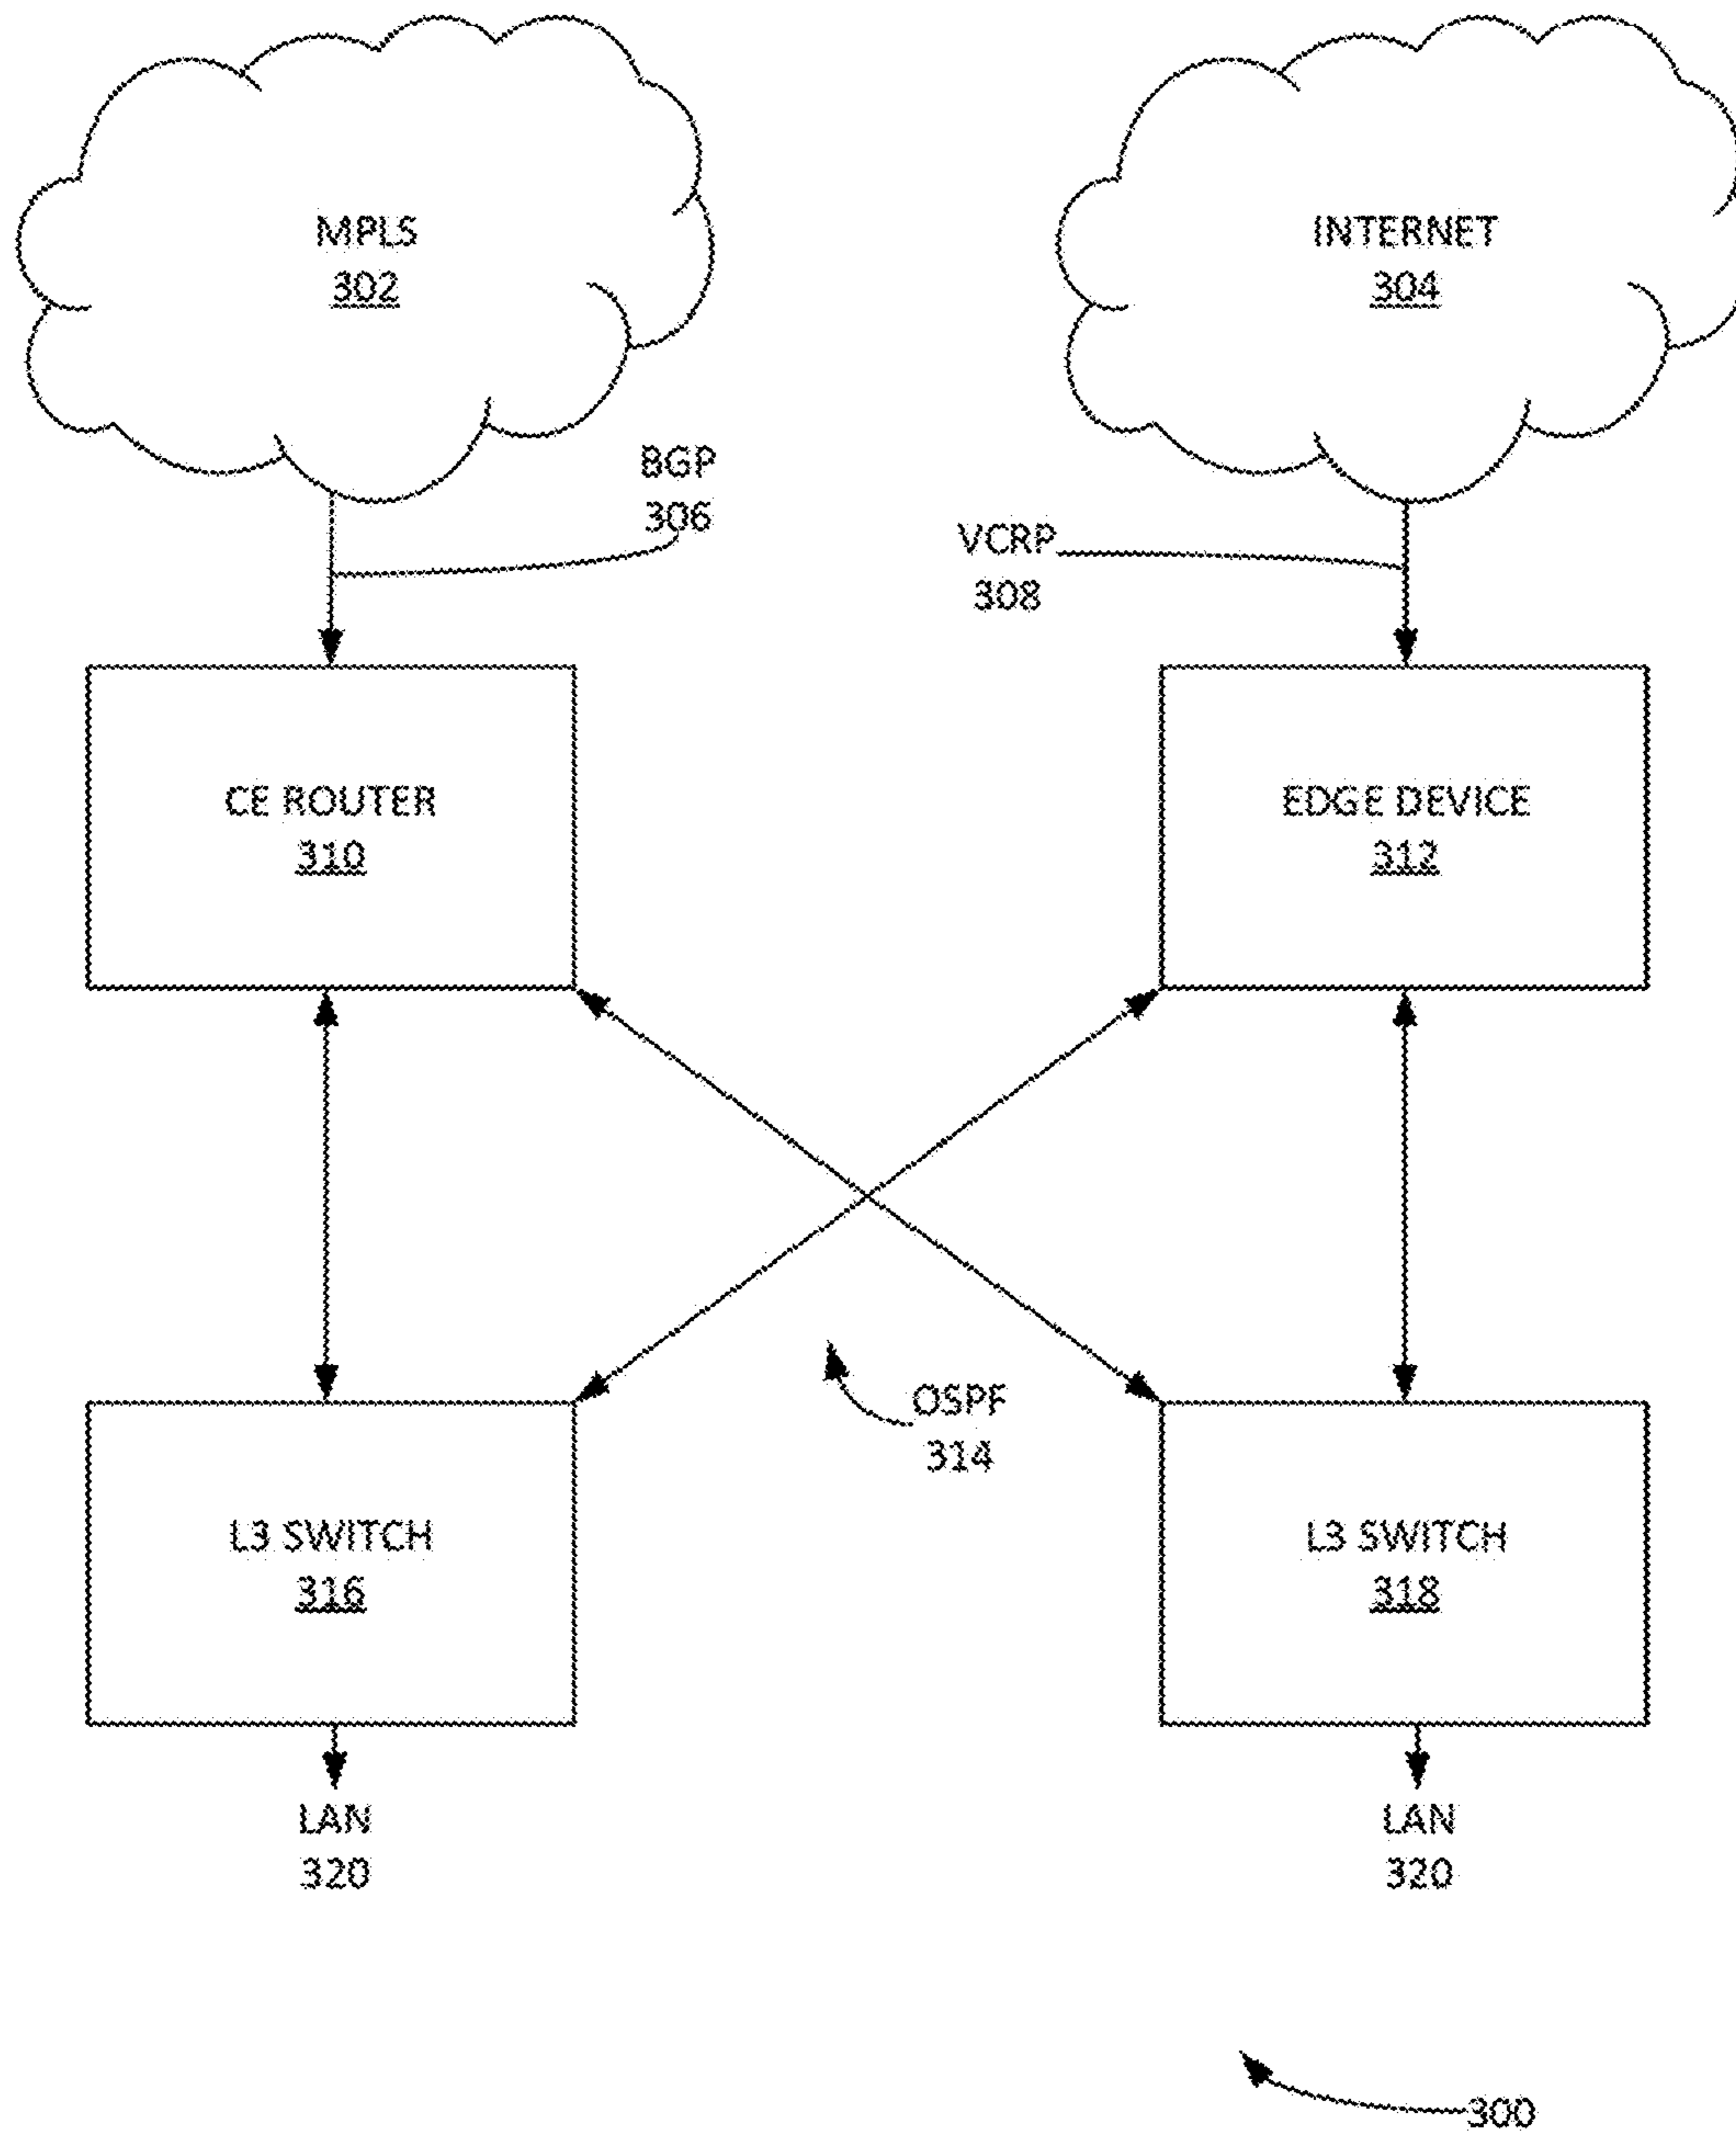 MPLS
302
INTERNET
304
BGP
306
VCRP
308
CE ROUTER
310
EDGE DEVICE
312
OSPF
314
L3 SWITCH
316
L3 SWITCH
318
LAN
320
LAN
320
300